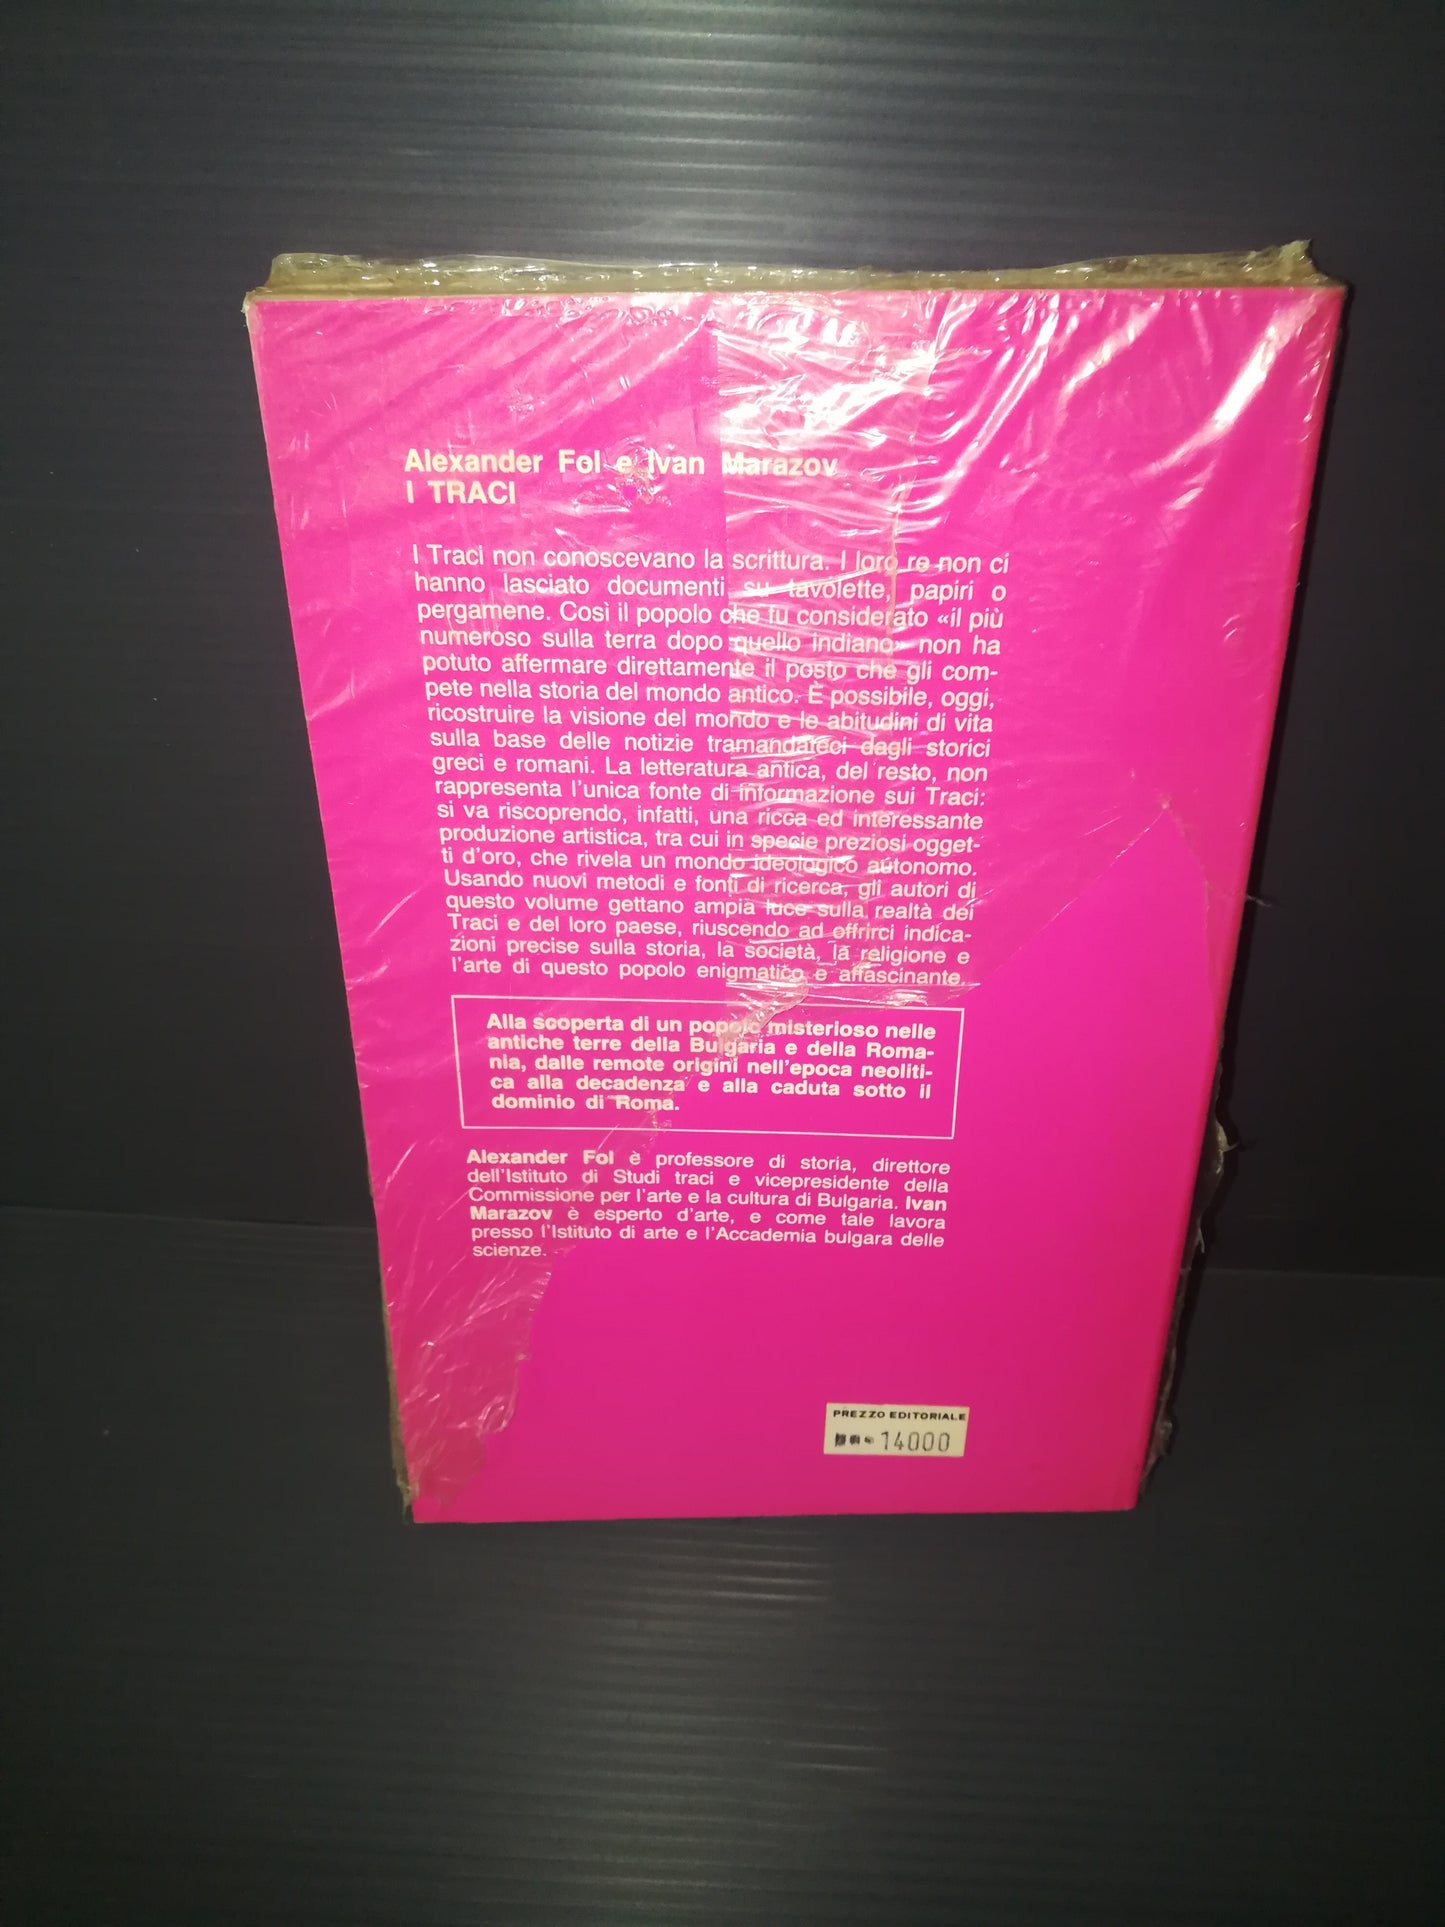 Alexander Fol e Ivan Marazov
I TRACI
I Traci non conoscevano la scrittura. I loro re non ci
hanno lasciato documenti su tavolette, papiri o
pergamene. Così il popolo che fu considerato «il più
numeroso sulla terra dopo quello indiano» non ha
potuto affermare direttamente il posto che gli com-
pete nella storia del mondo antico. È possibile, oggi,
ricostruire la visione del mondo e le abitudini di vita
sulla base delle notizie tramandateci dagli storici
greci e romani. La letteratura antica, del resto, non
rappresenta l'unica fonte di informazione sui Traci:
si va riscoprendo, infatti, una ricca ed interessante
produzione artistica, tra cui in specie preziosi ogget-
ti d'oro, che rivela un mondo ideologico autonomo.
Usando nuovi metodi e fonti di ricerca, gli autori di
questo volume gettano ampia luce sulla realtà dei
Traci e del loro paese, riuscendo ad offrirci indica-
zioni precise sulla storia, la società, la religione e
l'arte di questo popolo enigmatico e affascinante.
Alla scoperta di un popolo misterioso nelle
antiche terre della Bulgaria e della Roma-
nia, dalle remote origini nell'epoca neoliti-
ca alla decadenza e alla caduta sotto il
dominio di Roma.
Alexander Fol è professore di storia, direttore
dell'Istituto di Studi traci e vicepresidente della
Commissione per l'arte e la cultura di Bulgaria. Ivan
Marazov è esperto d'arte, e come tale lavora
presso l'Istituto di arte e l'Accademia bulgara delle
scienze.
PREZZO EDITORIALE
14000